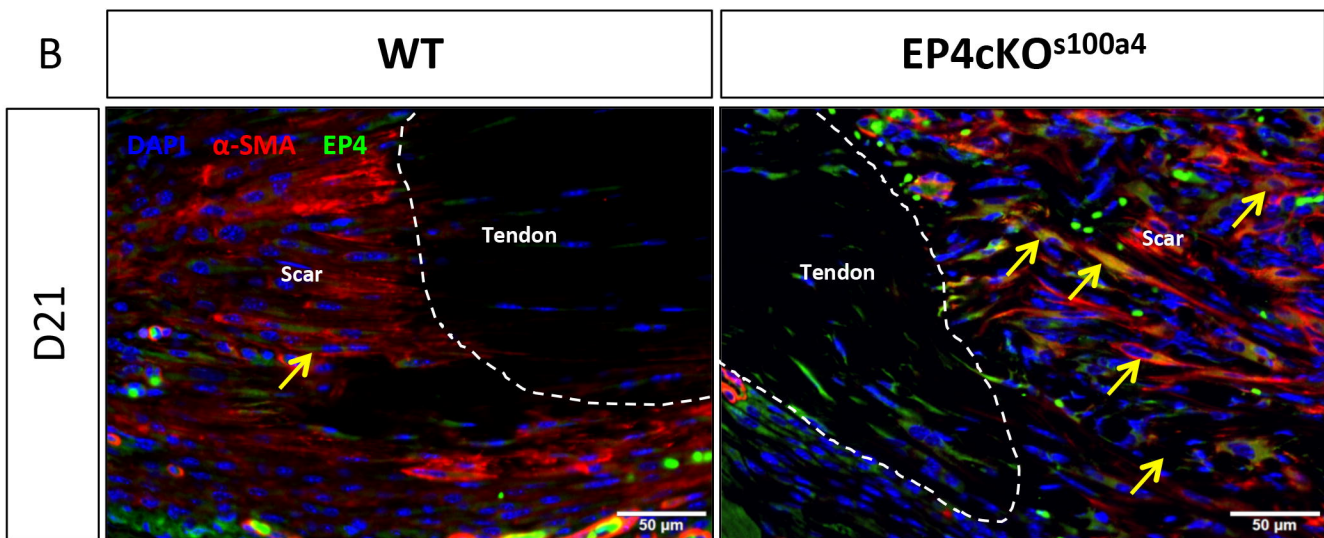 B
WT
EP4cKOs100a4
D21
DAPI α-SMA EP4
Tendon
Scar
50 µm
Scar
Tendon
50 µm